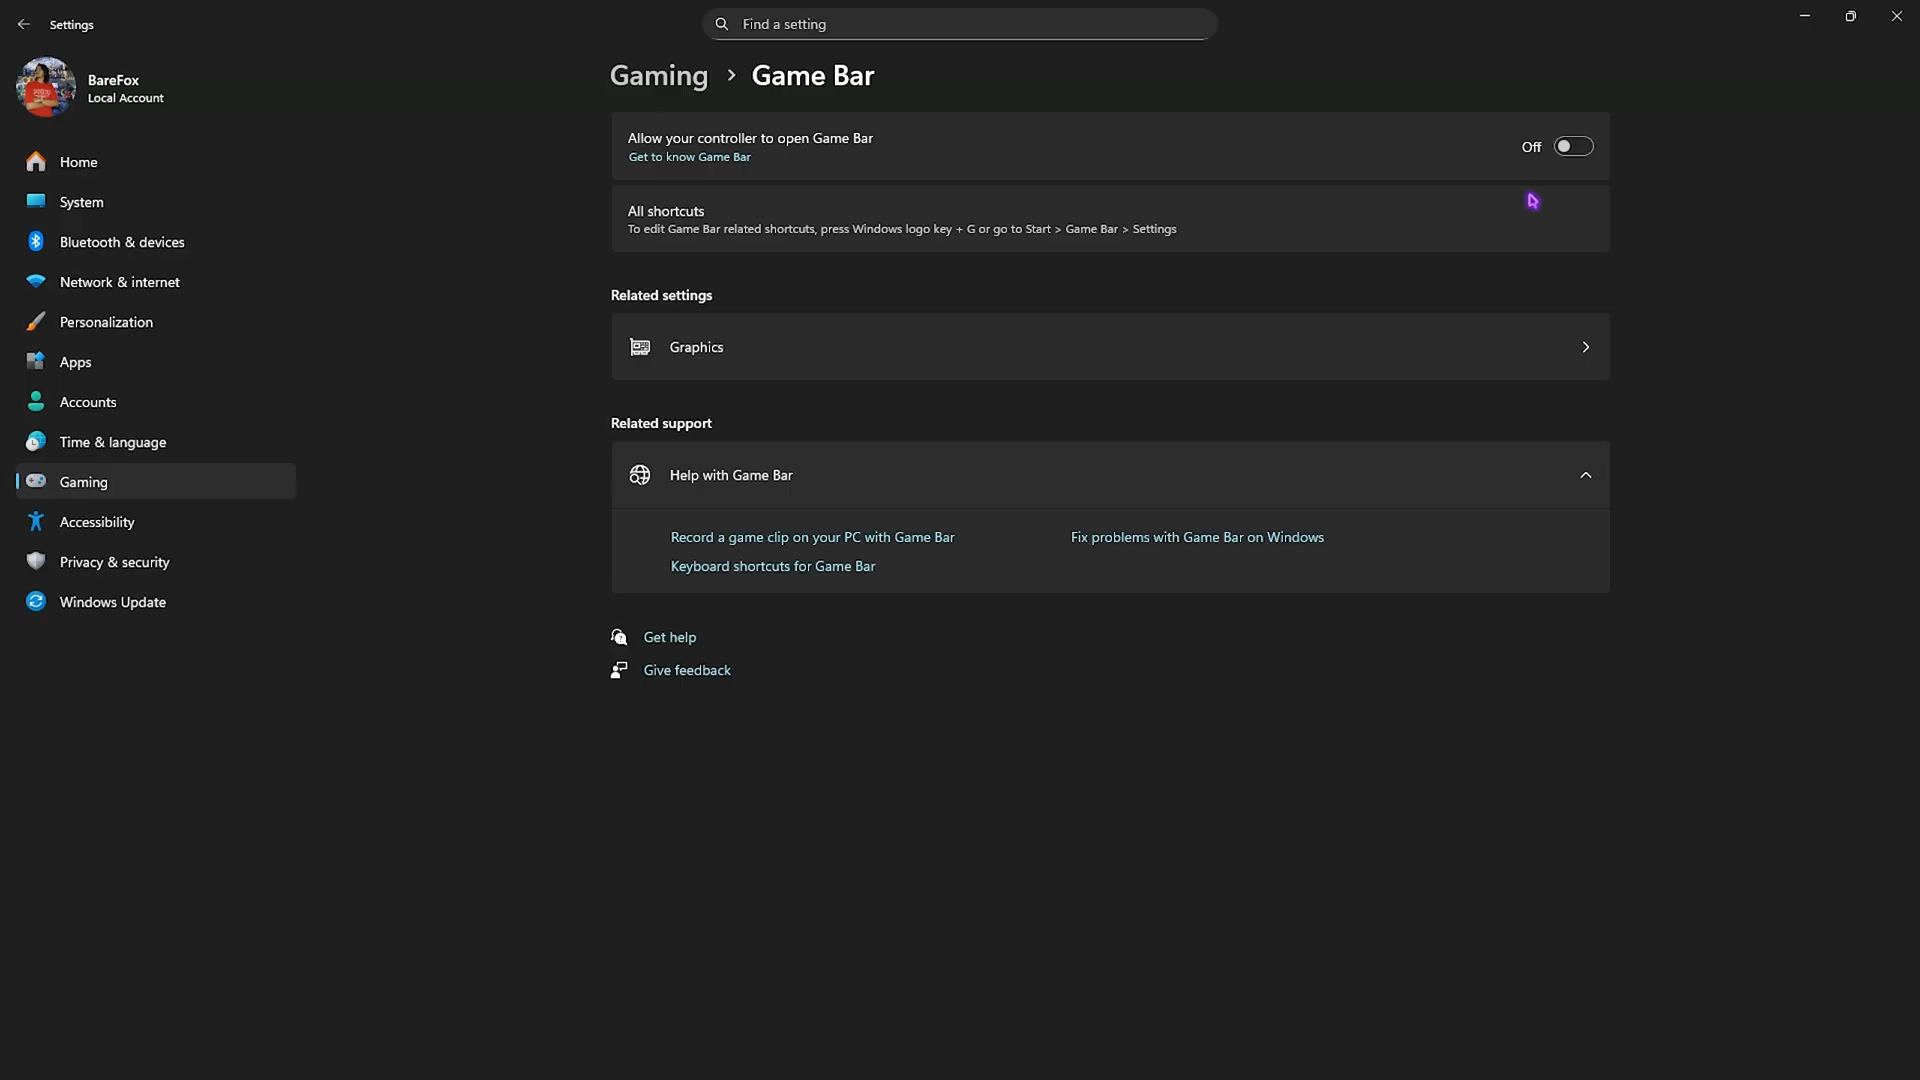 Settings
Find a setting
BareFox
Local Account
Home
System
Bluetooth & devices
Network & internet
Personalization
Apps
Accounts
Time & language
Gaming
Accessibility
Privacy & security
Windows Update
Gaming > Game Bar
Allow your controller to open Game Bar
Get to know Game Bar
Off
All shortcuts
To edit Game Bar related shortcuts, press Windows logo key + G or go to Start > Game Bar > Settings
Related settings
Graphics
Related support
Help with Game Bar
Record a game clip on your PC with Game Bar
Fix problems with Game Bar on Windows
Keyboard shortcuts for Game Bar
Get help
Give feedback